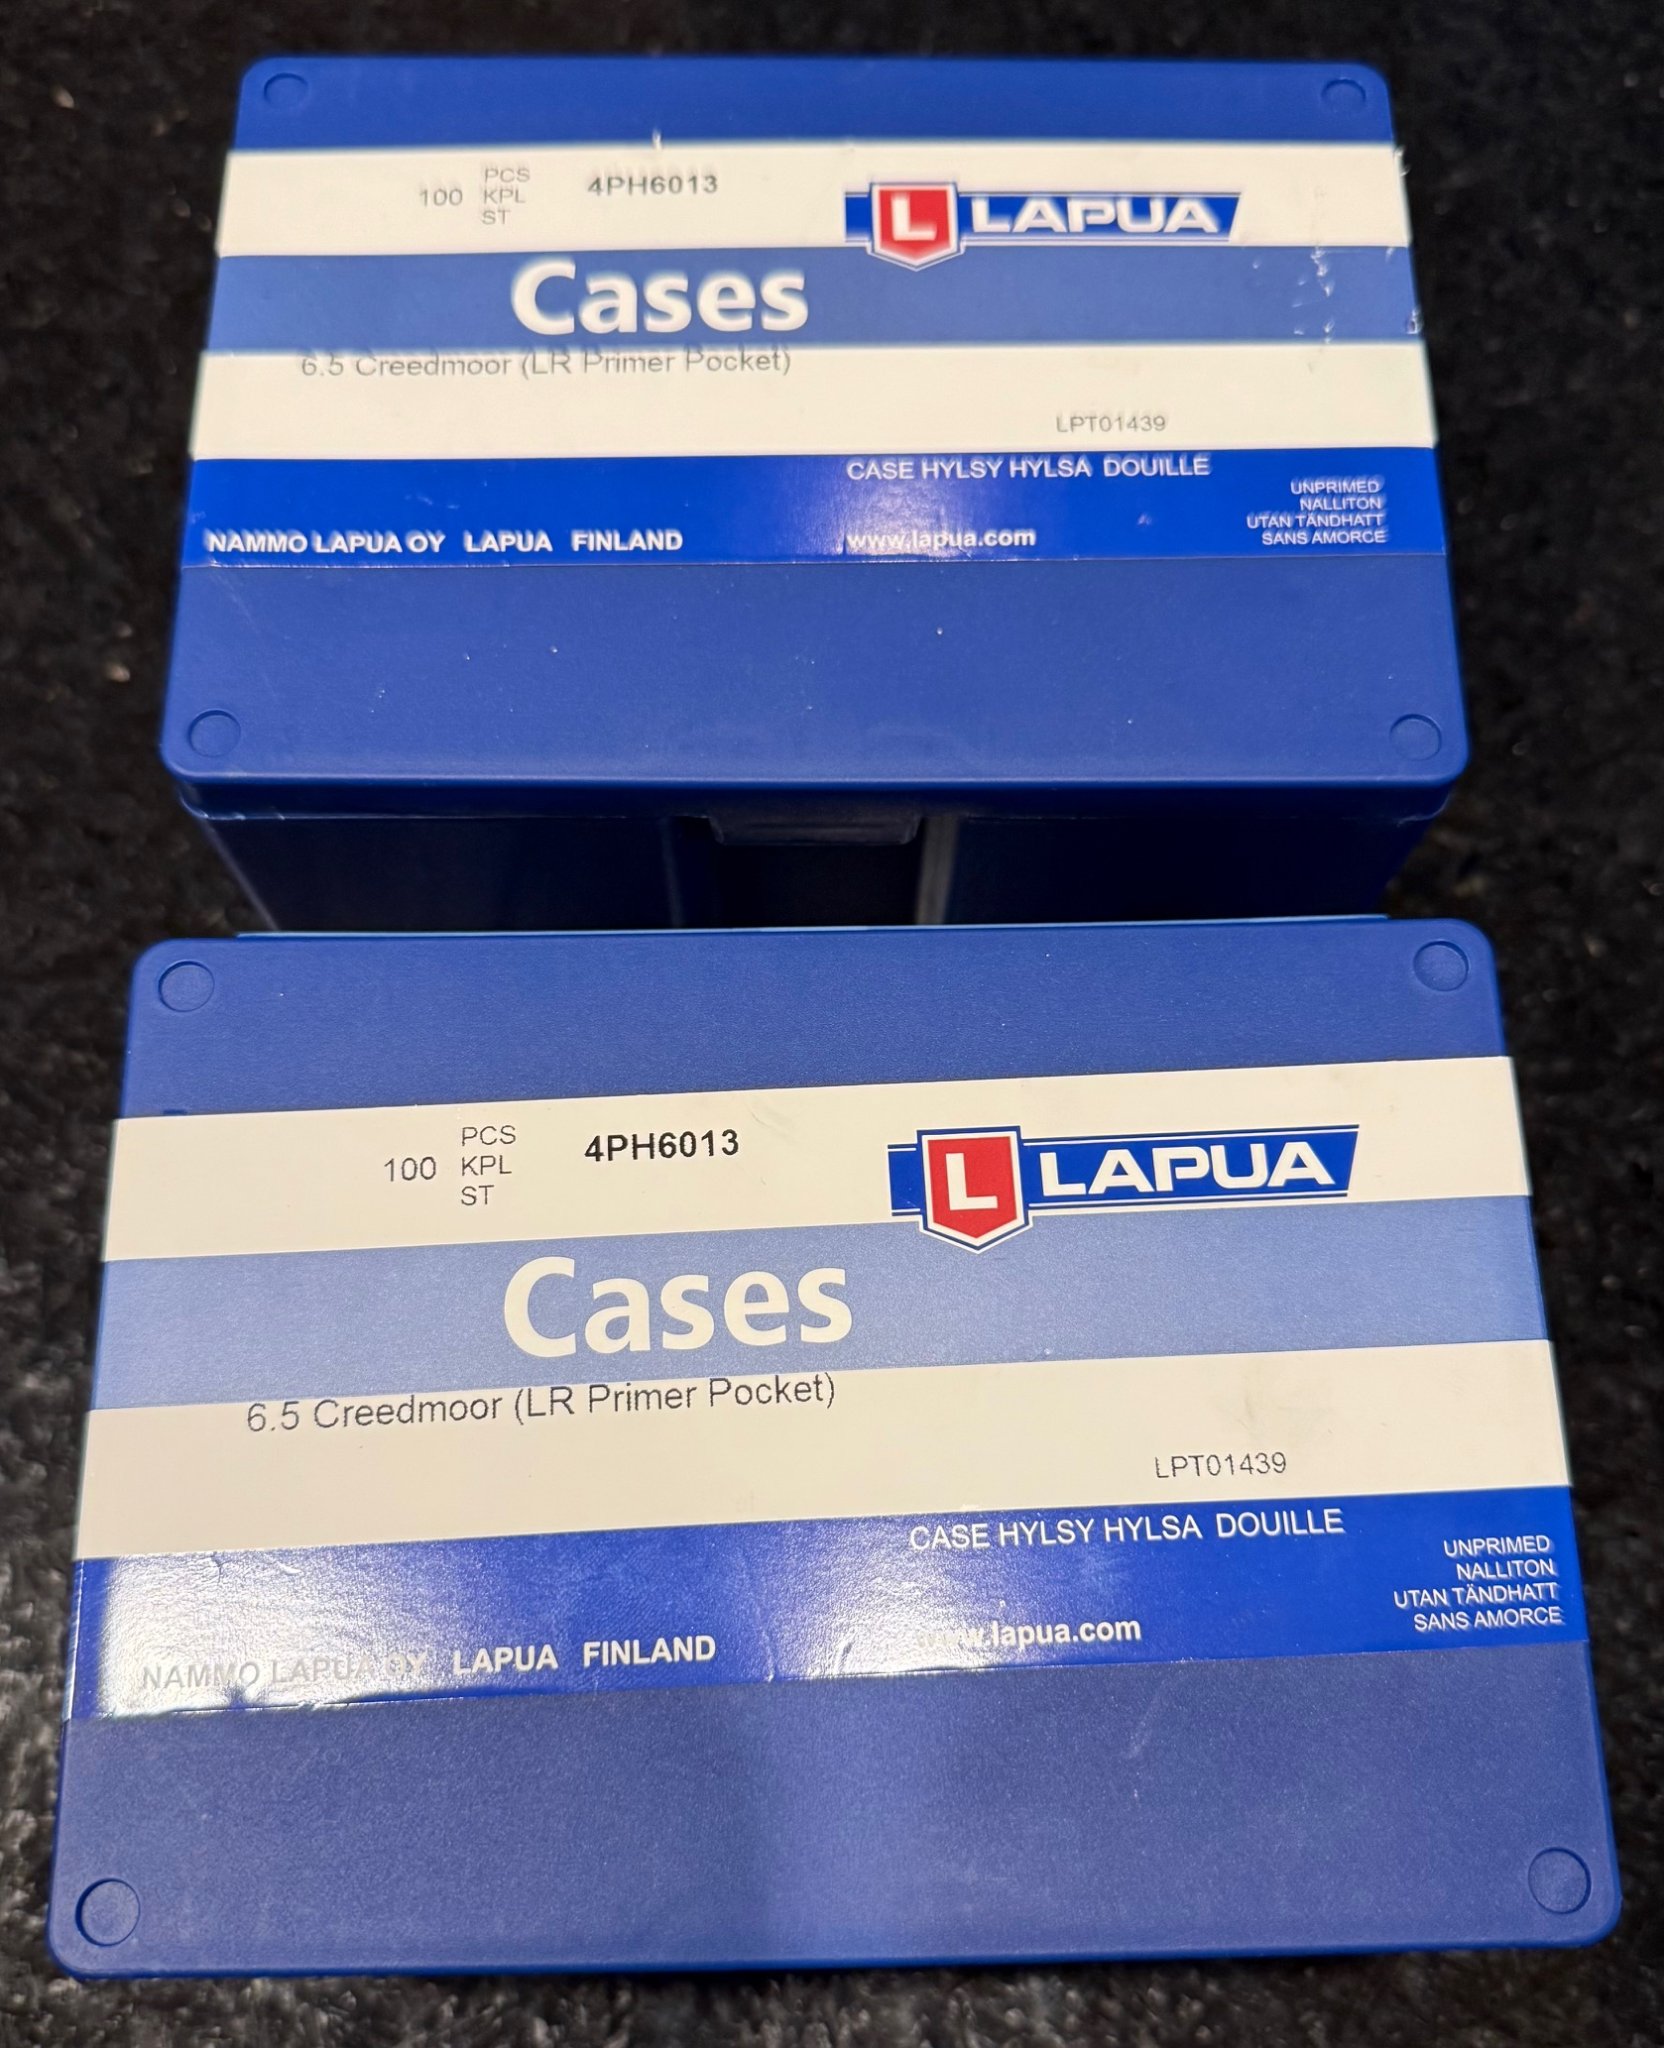 100 PCS 4PH6013
KPL
ST
L LAPUA
Cases
6.5 Creedmoor (LR Primer Pocket)
LPT01439
CASE HYLSY HYLSA DOUILLE
UNPRIMED
NALLITON
UTAN TÄNDHATT
SANS AMORCE
NAMMO LAPUA OY LAPUA FINLAND
www.lapua.com
100 PCS 4PH6013
KPL
ST
L LAPUA
Cases
6.5 Creedmoor (LR Primer Pocket)
LPT01439
CASE HYLSY HYLSA DOUILLE
UNPRIMED
NALLITON
UTAN TÄNDHATT
SANS AMORCE
NAMMO LAPUA OY LAPUA FINLAND
www.lapua.com